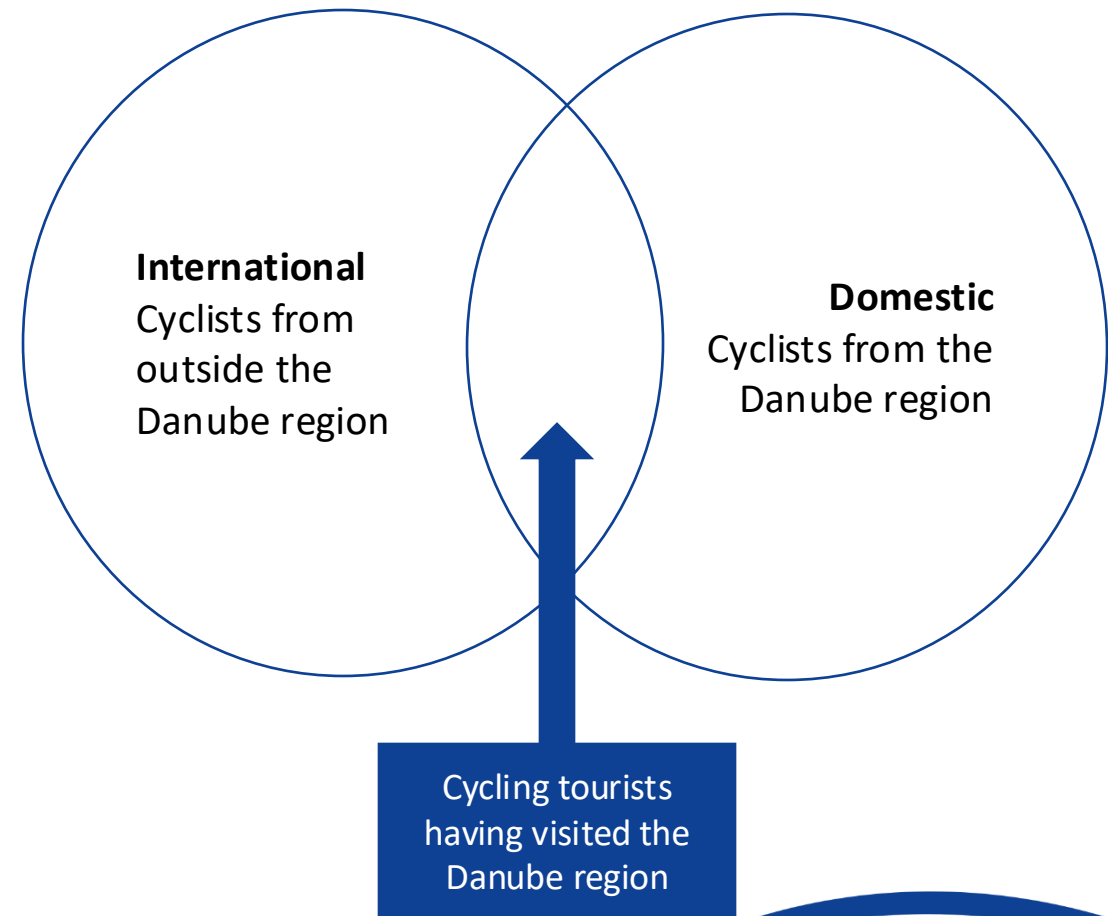 International
Cyclists from
outside the
Danube region
Domestic
Cyclists from the
Danube region
Cycling tourists
having visited the
Danube region